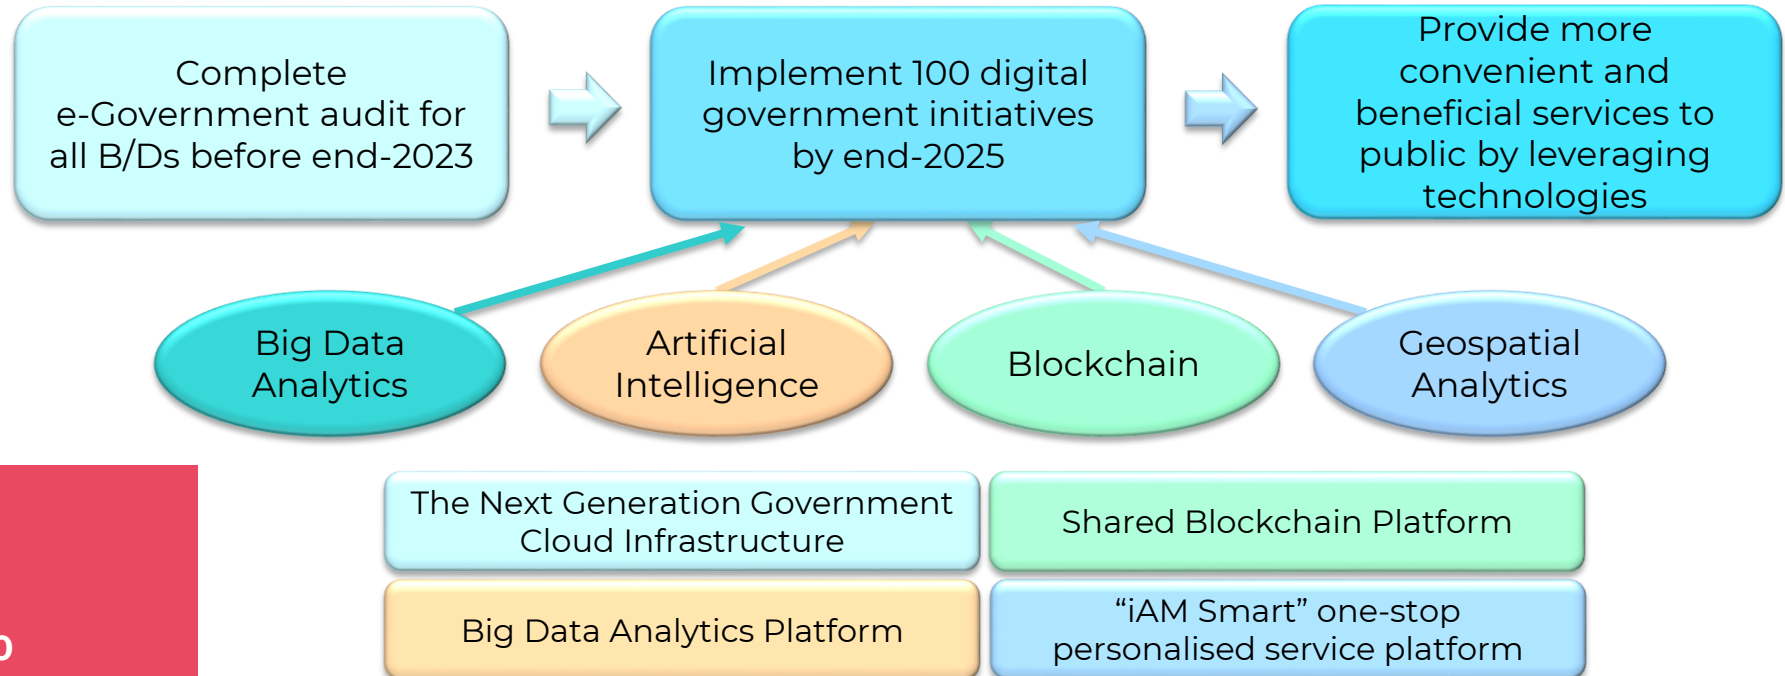 Complete
e-Government audit for
all B/Ds before end-2023
Implement 100 digital
government initiatives
by end-2025
Provide more
convenient and
beneficial services to
public by leveraging
technologies
Big Data
Analytics
Artificial
Intelligence
Blockchain
Geospatial
Analytics
The Next Generation Government
Cloud Infrastructure
Shared Blockchain Platform
Big Data Analytics Platform
“iAM Smart” one-stop
personalised service platform